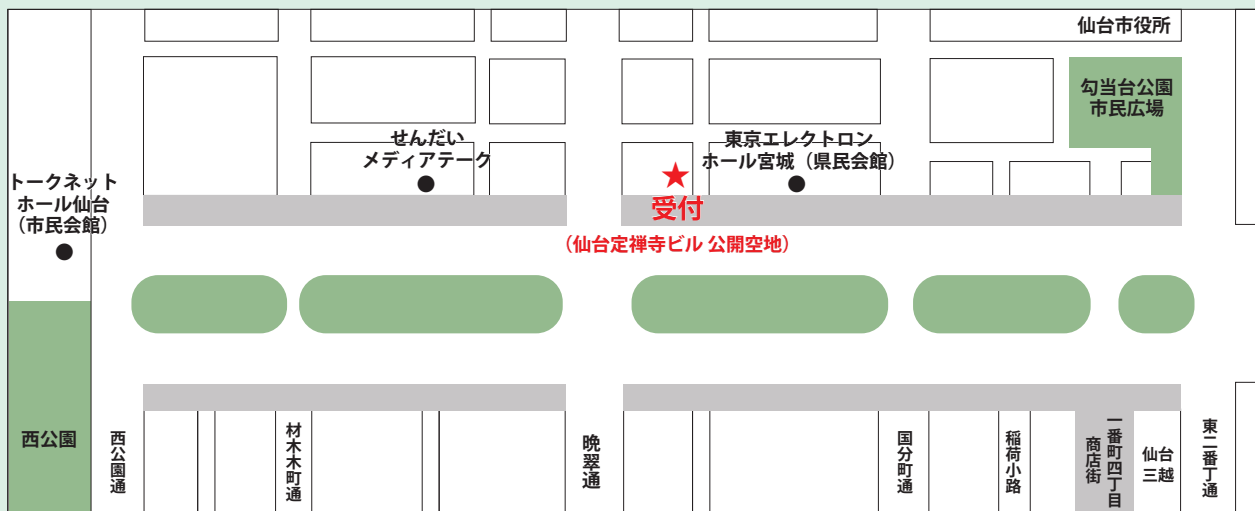 仙台市役所
勾当台公園
市民広場
せんだい
メディアテーク
東京エレクトロン
ホール宮城（県民会館）
トークネット
ホール仙台
（市民会館）
受付
（仙台定禅寺ビル 公開空地）
西公園
西公園通
材木木町通
晩翠通
国分町通
稲荷小路
一番町四丁目
商店街
仙台
三越
東二番丁通